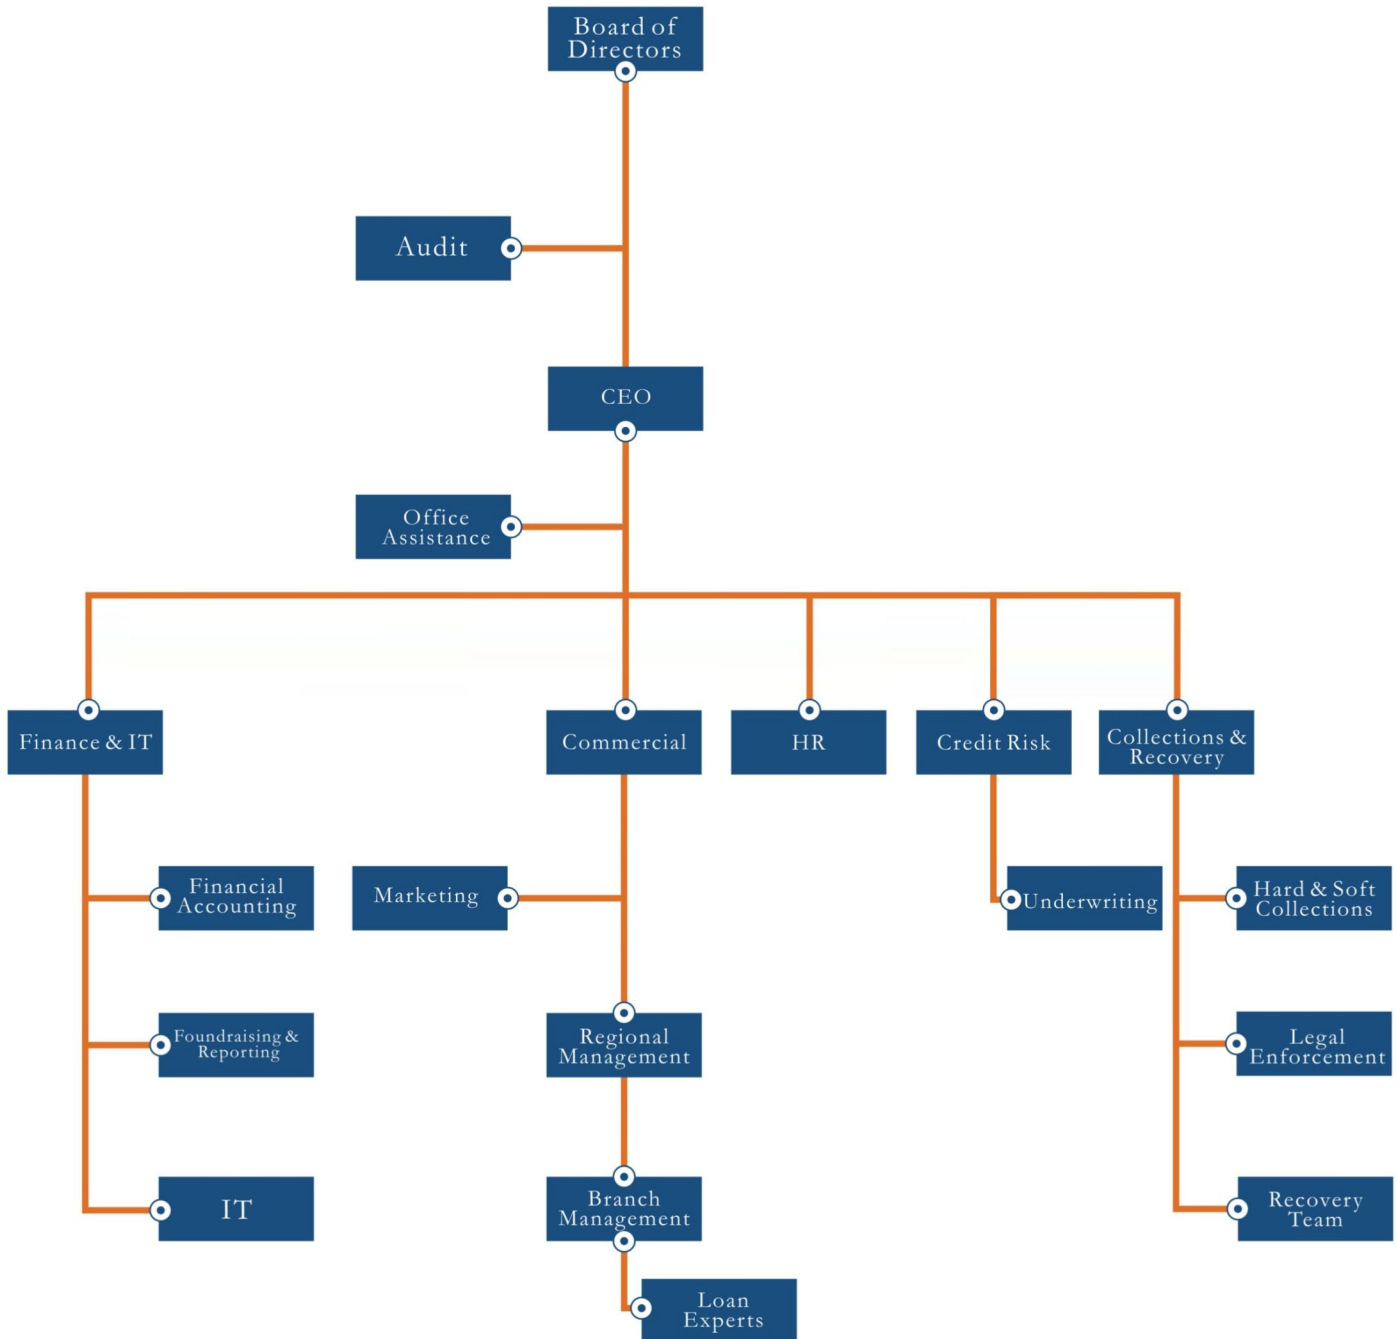 Board of
Directors
Audit
CEO
Office
Assistance
Finance & IT
Commercial
HR
Credit Risk
Collections &
Recovery
Financial
Accounting
Marketing
Underwriting
Hard & Soft
Collections
Foundraising &
Reporting
Regional
Management
Legal
Enforcement
IT
Branch
Management
Recovery
Team
Loan
Experts